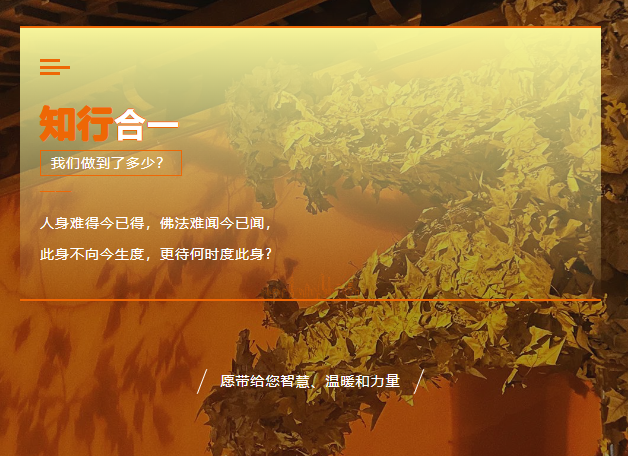 知行合一
我们做到了多少？
人身难得今已得，佛法难闻今已闻，
此身不向今生度，更待何时度此身?
愿带给您智慧、温暖和力量